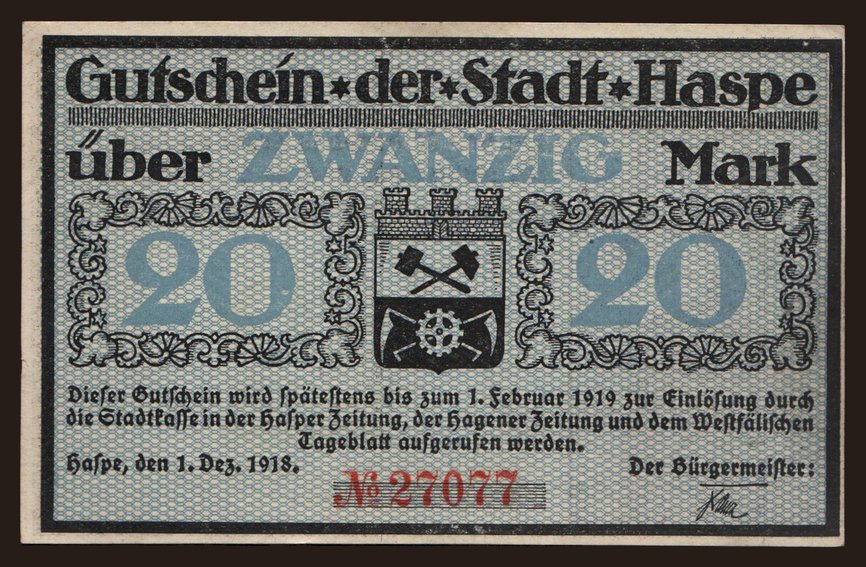 Gutschein ⋆ der ⋆ Stadt ⋆ Haspe
über ZWANZIG Mark
20 20
Dieser Gutschein wird spätestens bis zum 1. Februar 1919 zur Einlösung durch
die Stadtkasse in der Hasper Zeitung, der Hagener Zeitung und dem Westfälischen
Tageblatt aufgerufen werden.
Haspe, den 1. Dez. 1918.
Der Bürgermeister:
No 27077